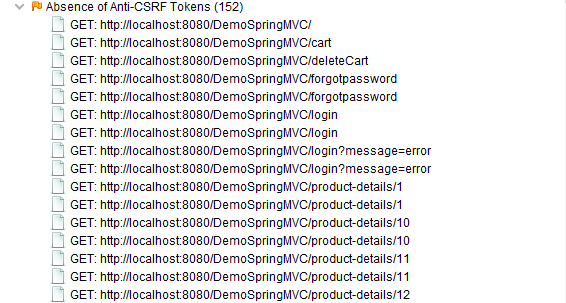 Absence of Anti-CSRF Tokens (152)
GET: http://localhost:8080/DemoSpringMVC/
GET: http://localhost:8080/DemoSpringMVC/cart
GET: http://localhost:8080/DemoSpringMVC/deleteCart
GET: http://localhost:8080/DemoSpringMVC/forgotpassword
GET: http://localhost:8080/DemoSpringMVC/forgotpassword
GET: http://localhost:8080/DemoSpringMVC/login
GET: http://localhost:8080/DemoSpringMVC/login
GET: http://localhost:8080/DemoSpringMVC/login?message=error
GET: http://localhost:8080/DemoSpringMVC/login?message=error
GET: http://localhost:8080/DemoSpringMVC/product-details/1
GET: http://localhost:8080/DemoSpringMVC/product-details/1
GET: http://localhost:8080/DemoSpringMVC/product-details/10
GET: http://localhost:8080/DemoSpringMVC/product-details/10
GET: http://localhost:8080/DemoSpringMVC/product-details/11
GET: http://localhost:8080/DemoSpringMVC/product-details/11
GET: http://localhost:8080/DemoSpringMVC/product-details/12